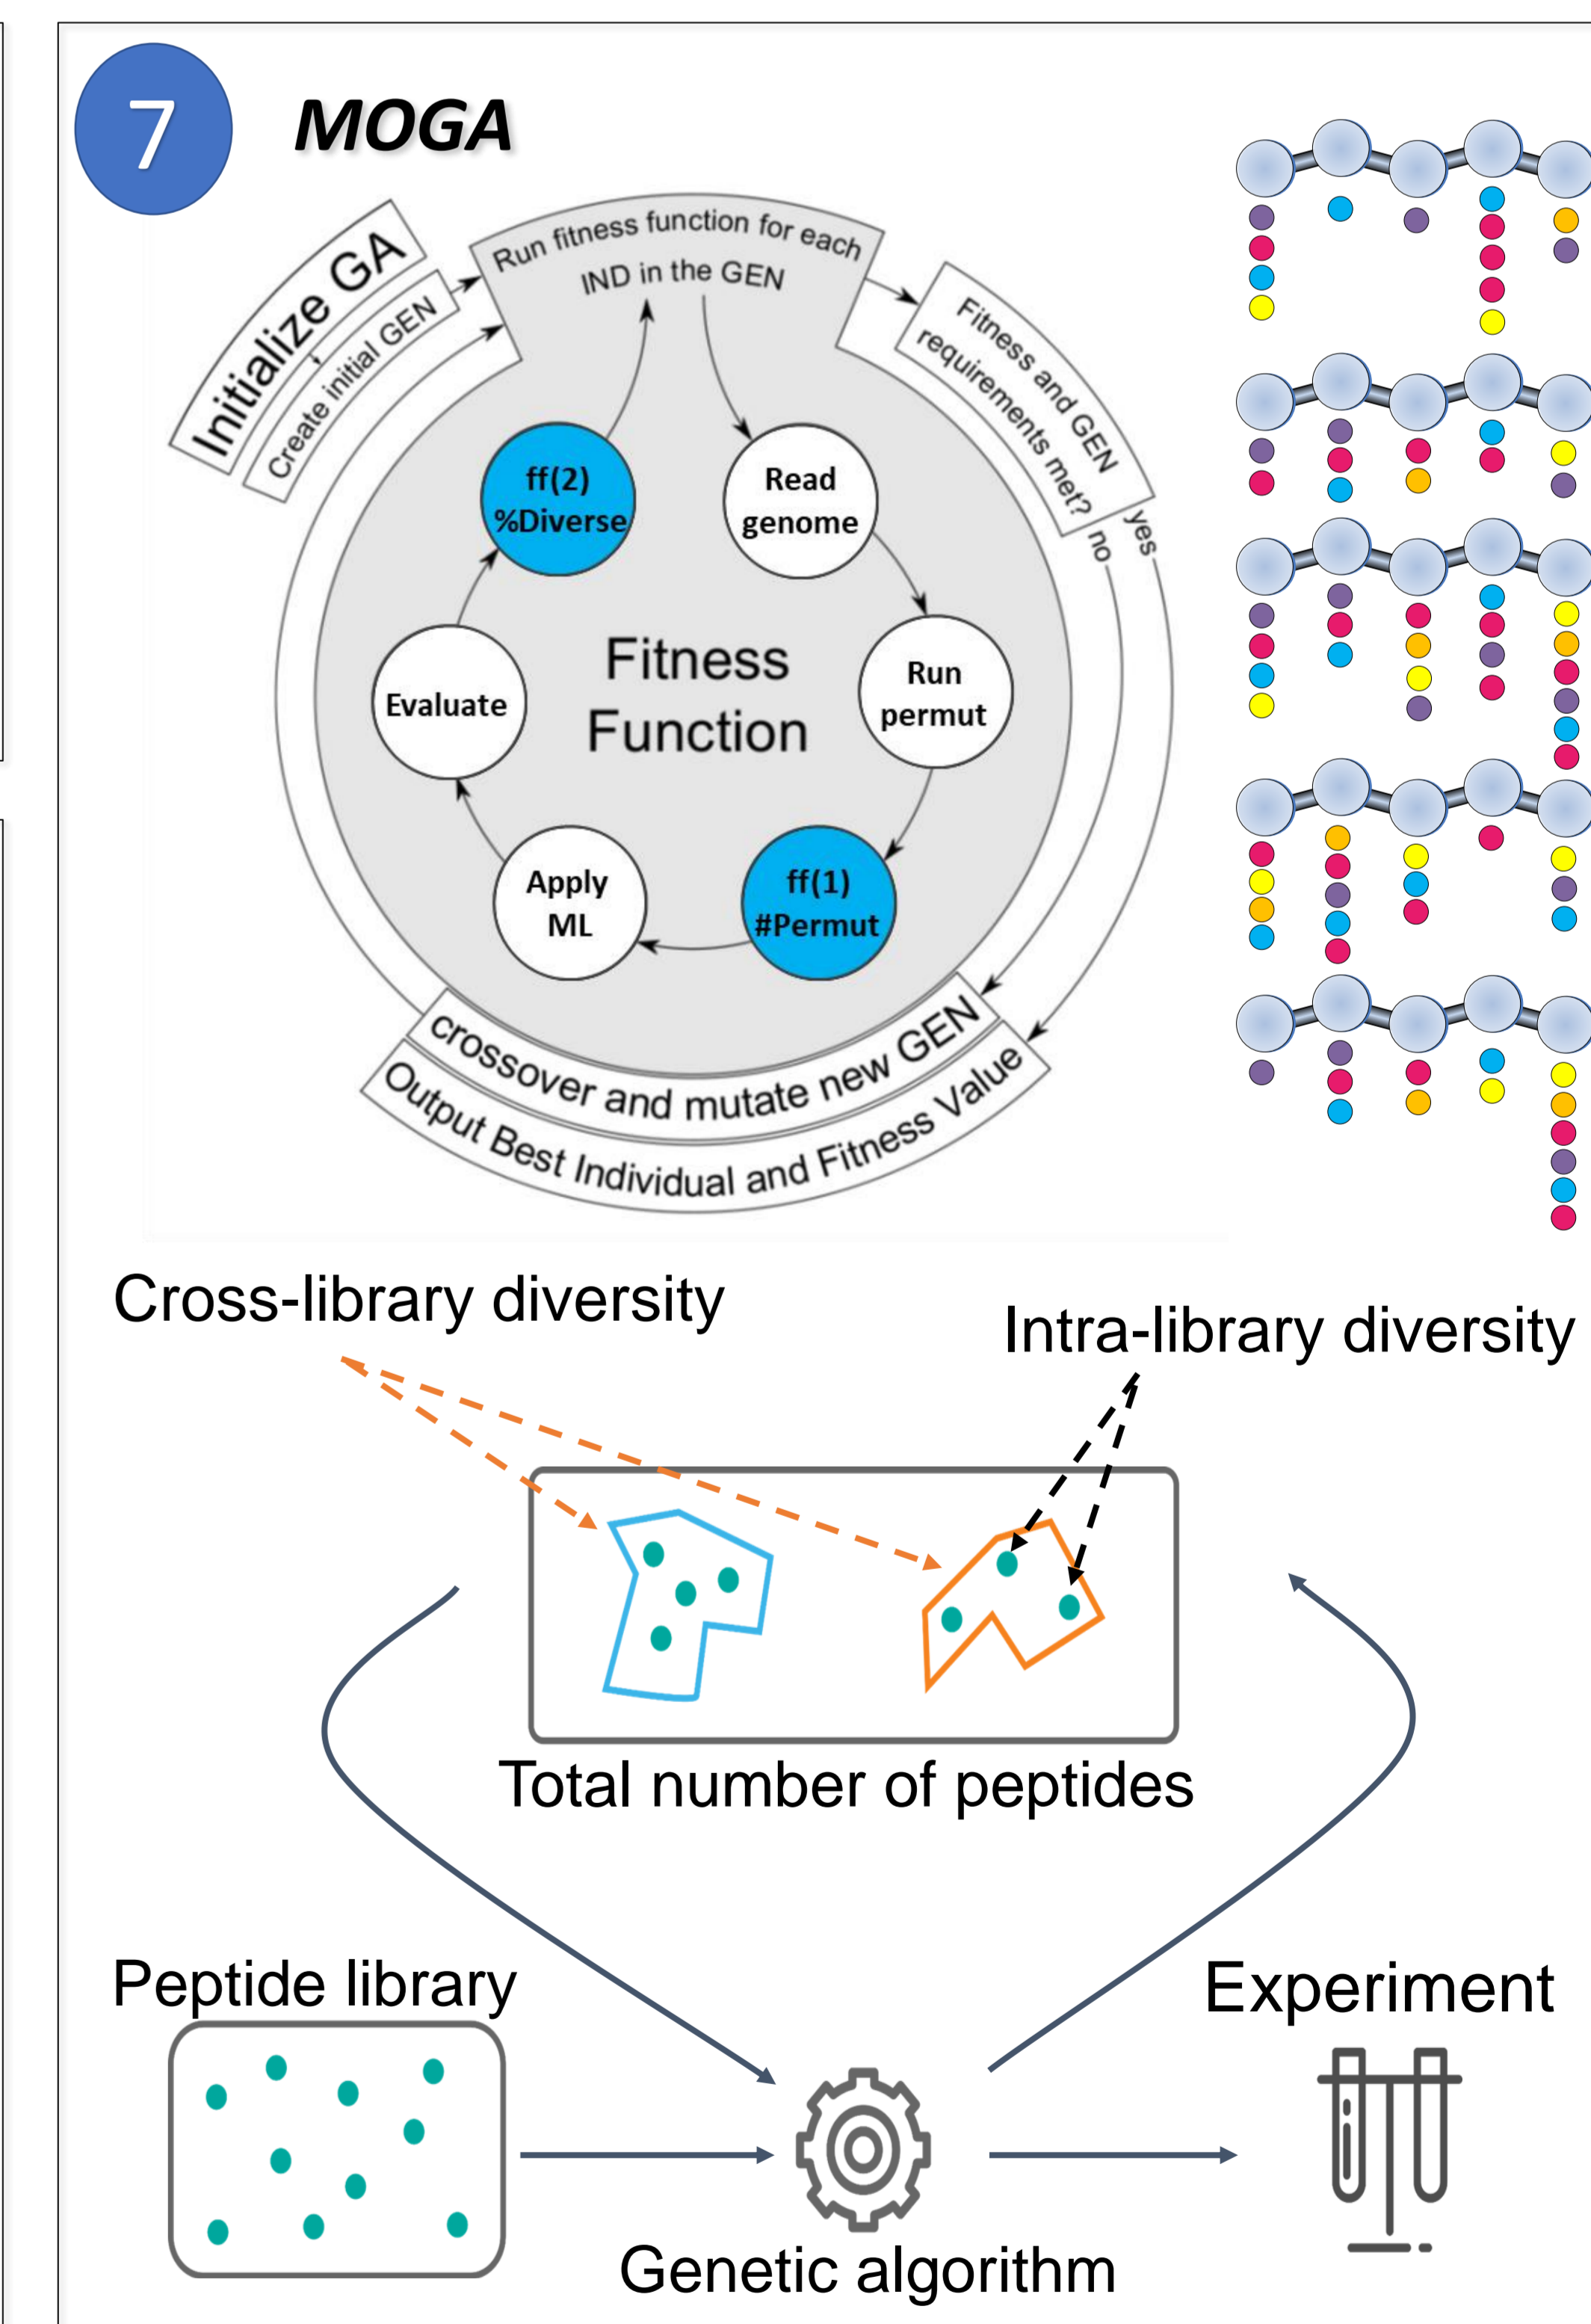 7
MOGA
Initialize GA
Create initial GEN
Run fitness function for each
IND in the GEN
Fitness and GEN
requirements met?
no
yes
ff(2)
%Diverse
Read
genome
Fitness
Function
Evaluate
Run
permut
Apply
ML
ff(1)
#Permut
crossover and mutate new GEN
Output Best Individual and Fitness Value
Cross-library diversity
Intra-library diversity
Total number of peptides
Peptide library
Experiment
Genetic algorithm